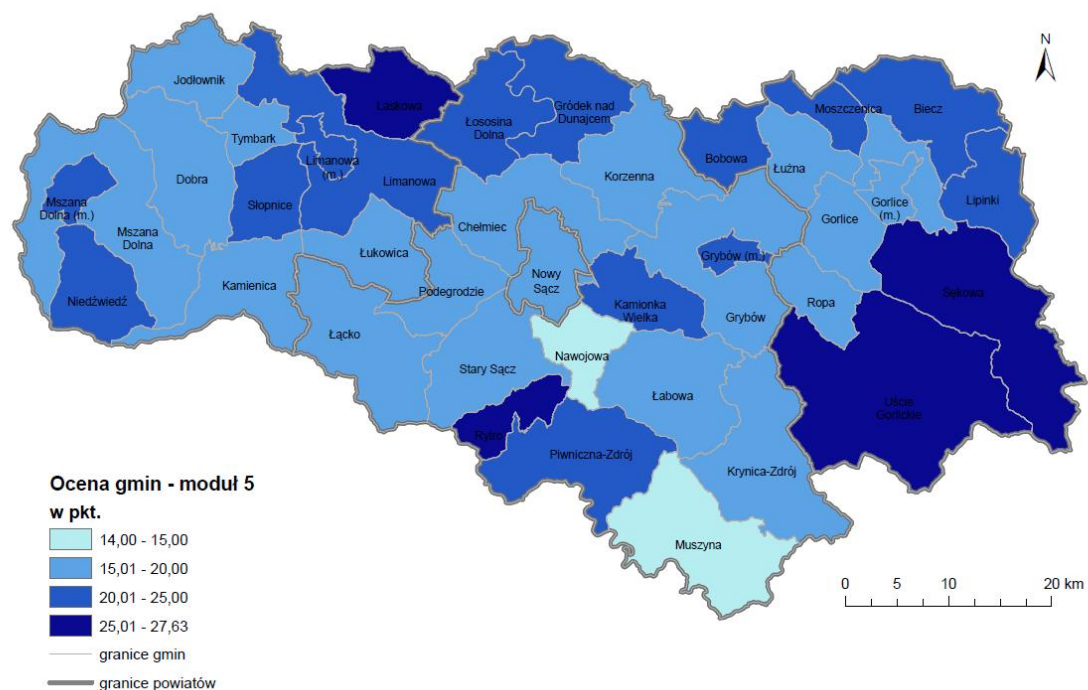 N
Jodłownik
Laskowa
Łososina
Dolna
Gródek nad
Dunajcem
Moszczenica
Biecz
Tymbark
Limanowa
(m.)
Limanowa
Bobowa
Łużna
Korzenna
Dobra
Słopnice
Mszana
Dolna (m.)
Gorlice
Gorlice
(m.)
Lipinki
Mszana
Dolna
Chełmiec
Łukowica
Nowy
Sącz
Grybów (m.)
Kamienica
Podegrodzie
Niedźwiedź
Kamionka
Wielka
Grybów
Ropa
Sękowa
Łącko
Nawojowa
Stary Sącz
Łabowa
Uście
Gorlickie
Rytro
Piwniczna-Zdrój
Krynica-Zdrój
Muszyna
Ocena gmin - moduł 5
w pkt.
14,00 - 15,00
15,01 - 20,00
20,01 - 25,00
25,01 - 27,63
granice gmin
granice powiatów
0 5 10 20 km